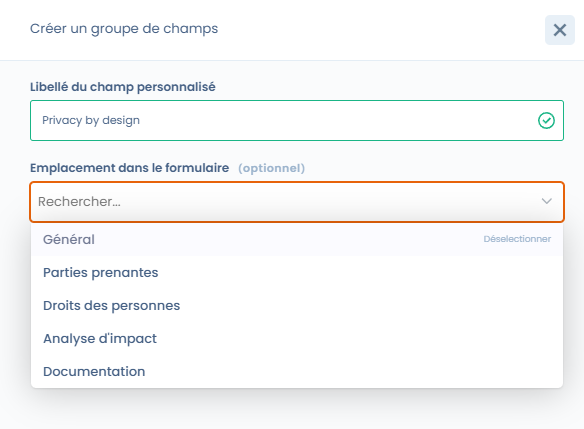 Créer un groupe de champs
Libellé du champ personnalisé
Privacy by design
Emplacement dans le formulaire (optionnel)
Rechercher...
Général Déselectionner
Parties prenantes
Droits des personnes
Analyse d'impact
Documentation